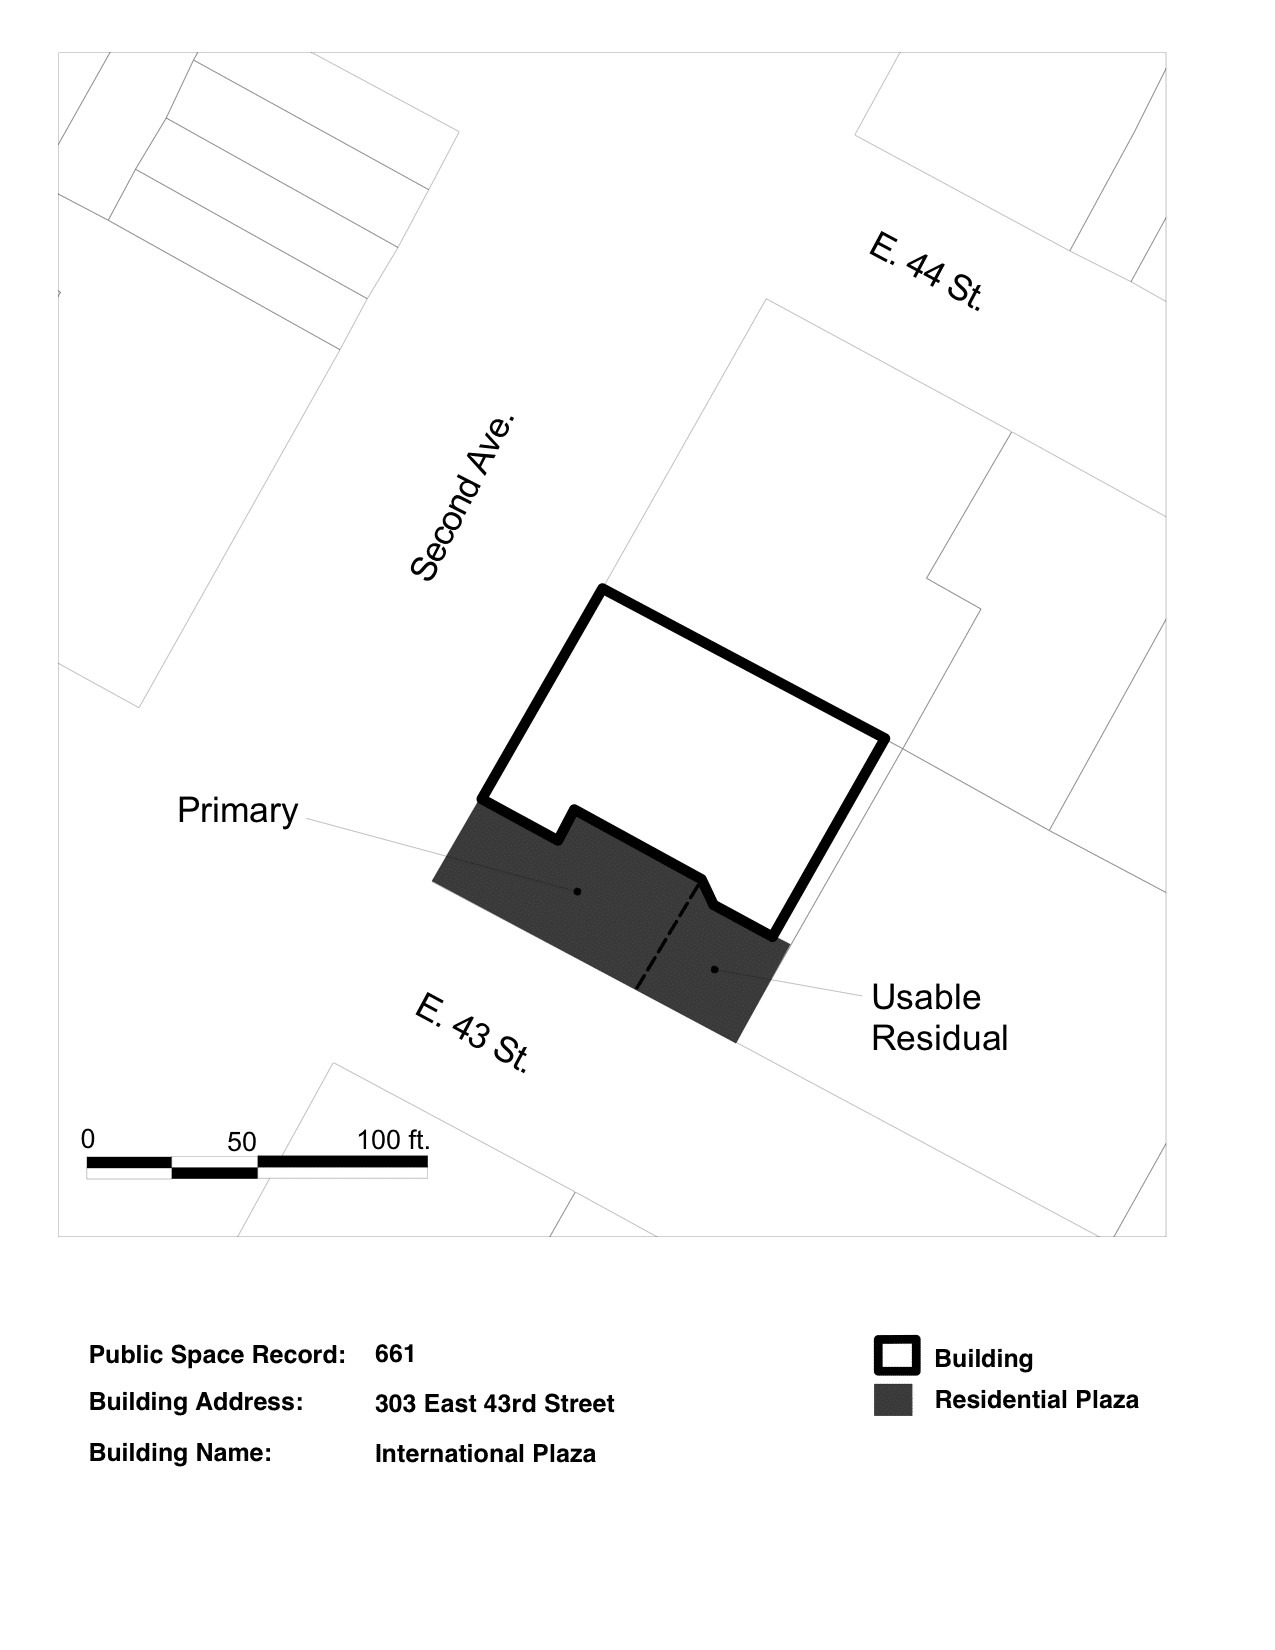 E. 44 St.
Second Ave.
Primary
Usable
Residual
E. 43 St.
0 50 100 ft.
Public Space Record: 661
Building Address: 303 East 43rd Street
Building Name: International Plaza
Building
Residential Plaza